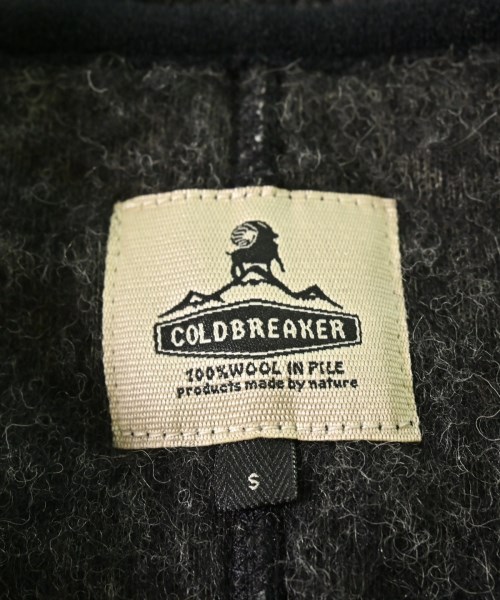 COLDBREAKER
100% WOOL IN PILE
products made by nature
S